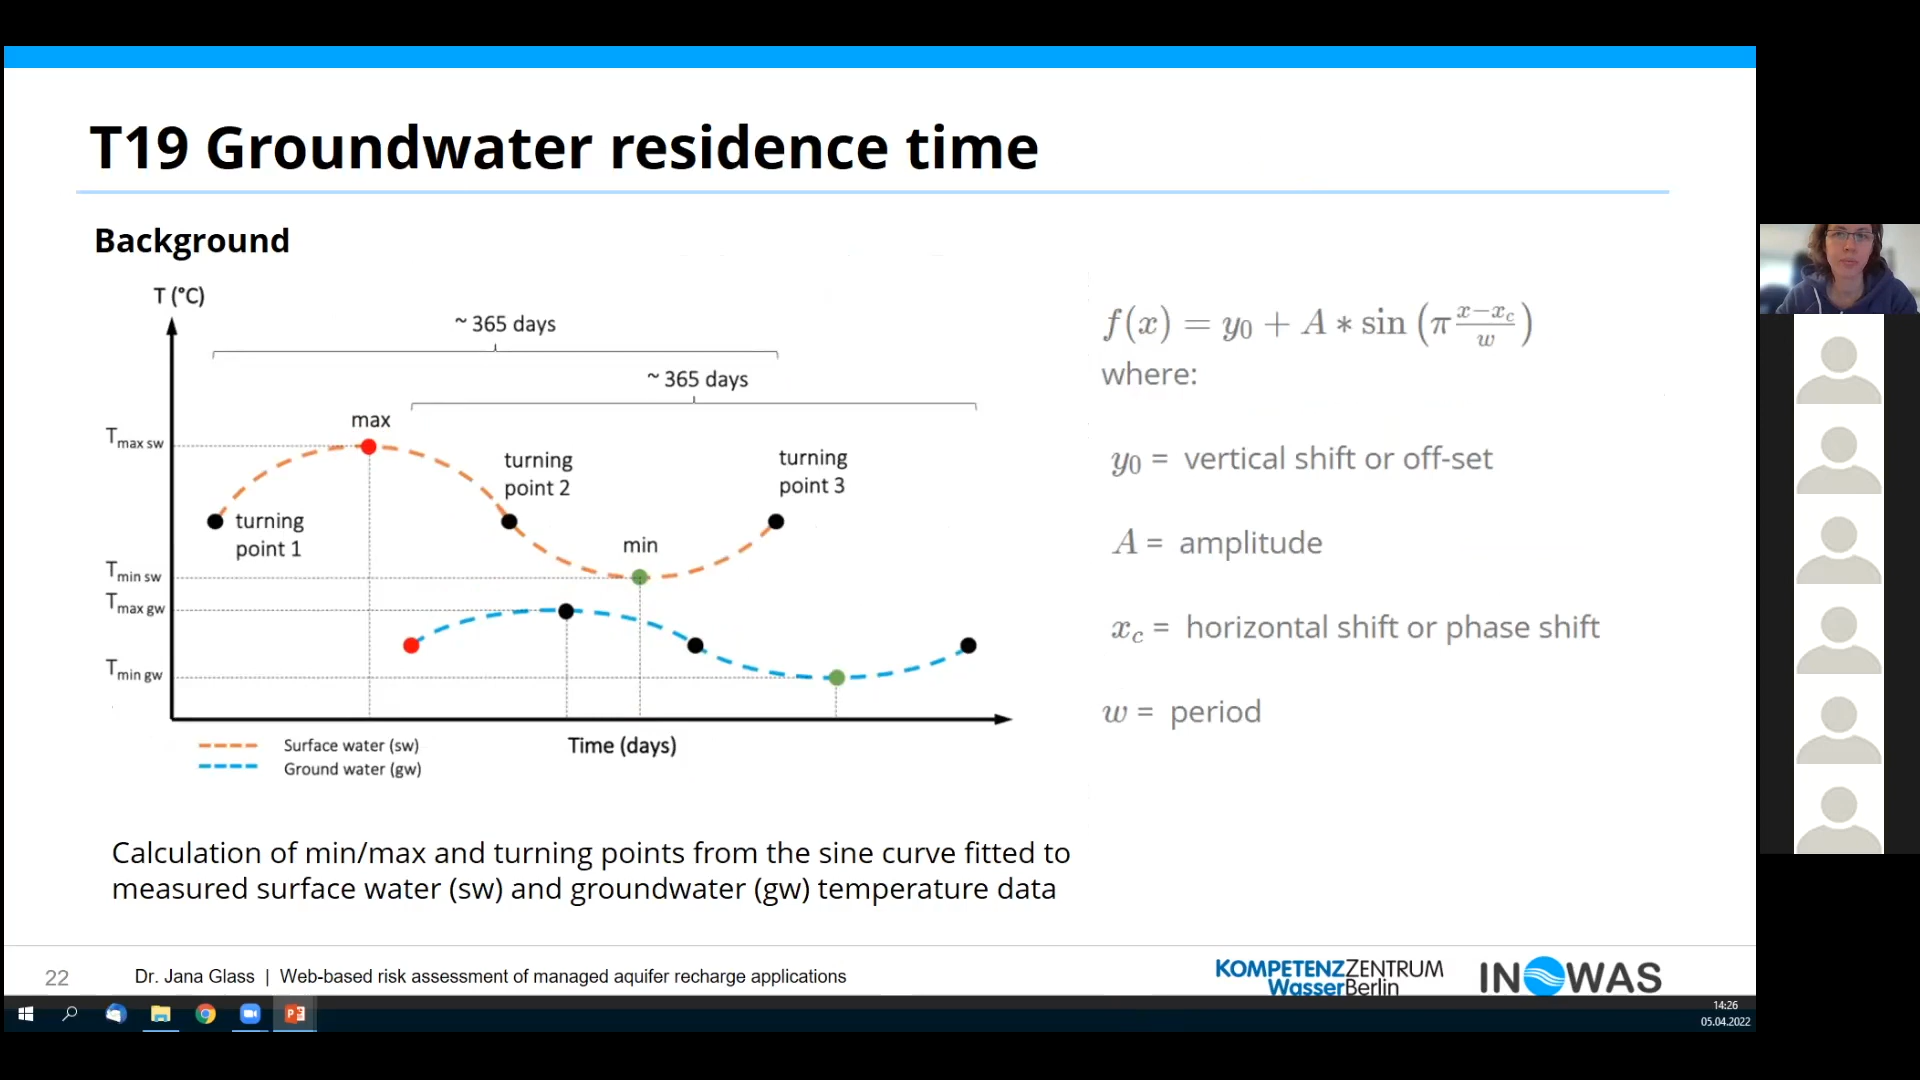 T19 Groundwater residence time
Background
T (°C)
~ 365 days
~ 365 days
max
T max sw
turning
point 2
turning
point 3
turning
point 1
min
T min sw
T max gw
T min gw
Surface water (sw)
Ground water (gw)
Time (days)
f(x) = y₀ + A ∗ sin (π (x−x_c)/w)
where:
y₀ = vertical shift or off-set
A = amplitude
x_c = horizontal shift or phase shift
w = period
Calculation of min/max and turning points from the sine curve fitted to
measured surface water (sw) and groundwater (gw) temperature data
22
Dr. Jana Glass | Web-based risk assessment of managed aquifer recharge applications
KOMPETENZZENTRUM
WasserBerlin
INOWAS
14:26
05.04.2022